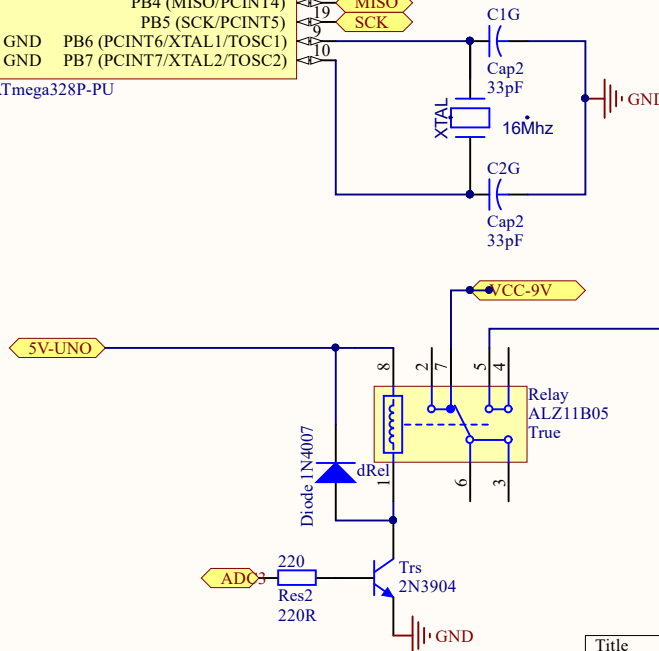 PB4 (MISO/PCINT4) MISO
PB5 (SCK/PCINT5) 19 SCK
GND PB6 (PCINT6/XTAL1/TOSC1) 9
GND PB7 (PCINT7/XTAL2/TOSC2) 10
Tmega328P-PU
C1G
Cap2
33pF
GND
XTAL
16Mhz
C2G
Cap2
33pF
VCC-9V
5V-UNO
8
2
7
5
4
Relay
ALZ11B05
True
Diode 1N4007
dRel
1
6
3
ADC3
220
Res2
220R
Trs
2N3904
GND
Title